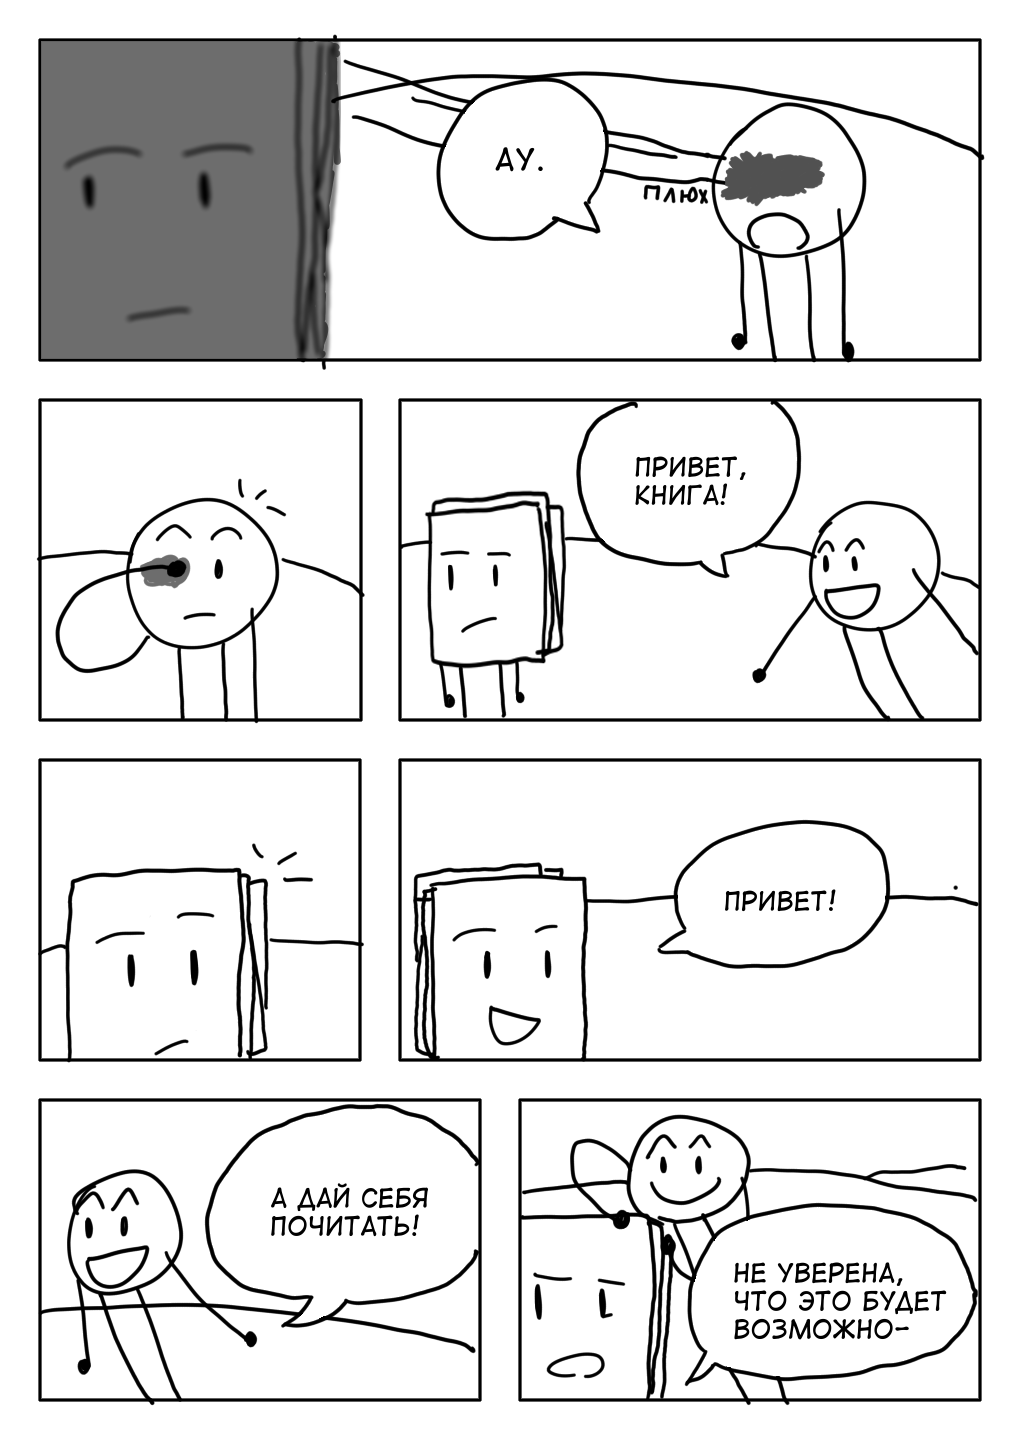 АУ.
ПЛЮХ
ПРИВЕТ,
КНИГА!
ПРИВЕТ!
А ДАЙ СЕБЯ
ПОЧИТАТЬ!
НЕ УВЕРЕНА,
ЧТО ЭТО БУДЕТ
ВОЗМОЖНО-